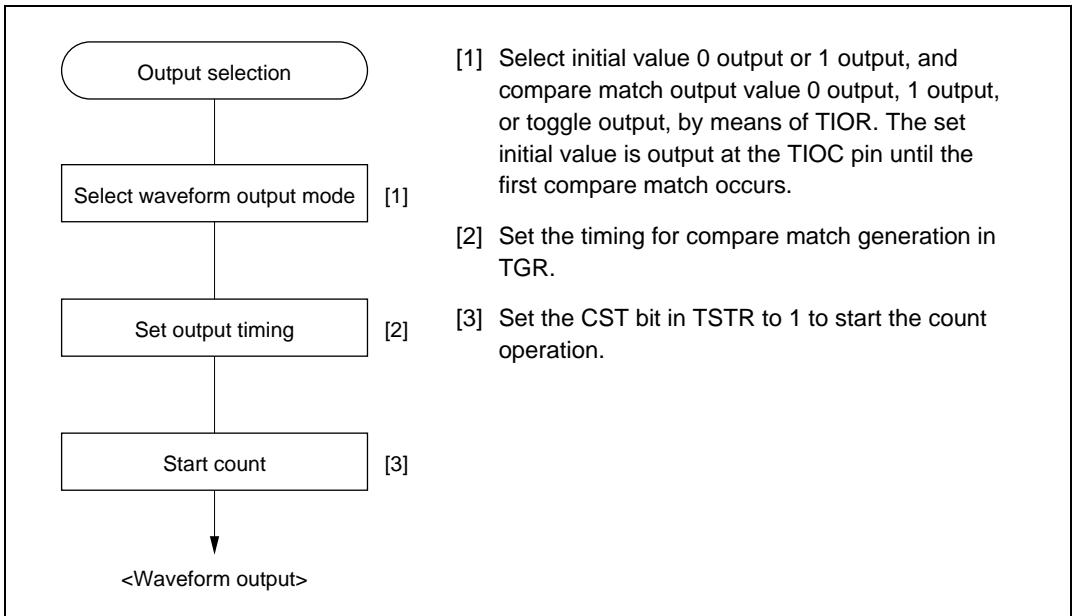 Output selection
Select waveform output mode [1]
Set output timing [2]
Start count [3]
<Waveform output>
[1] Select initial value 0 output or 1 output, and
compare match output value 0 output, 1 output,
or toggle output, by means of TIOR. The set
initial value is output at the TIOC pin until the
first compare match occurs.
[2] Set the timing for compare match generation in
TGR.
[3] Set the CST bit in TSTR to 1 to start the count
operation.